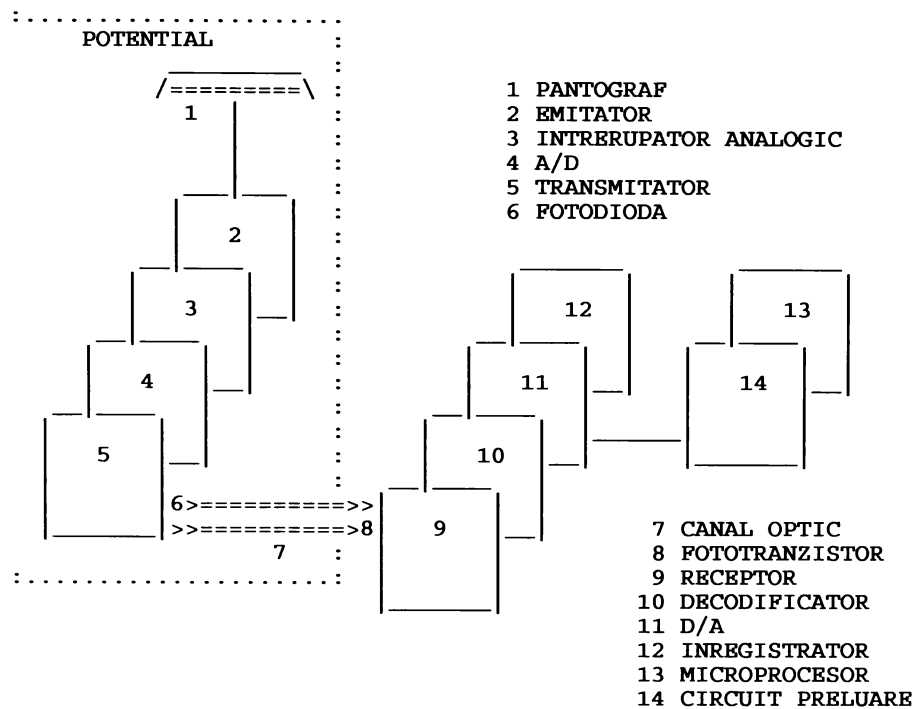 POTENTIAL
1
2
3
4
5
6
7
8
9
10
11
12
13
14
1 PANTOGRAF
2 EMITATOR
3 INTRERUPATOR ANALOGIC
4 A/D
5 TRANSMITATOR
6 FOTODIODA
7 CANAL OPTIC
8 FOTOTRANZISTOR
9 RECEPTOR
10 DECODIFICATOR
11 D/A
12 INREGISTRATOR
13 MICROPROCESOR
14 CIRCUIT PRELUARE